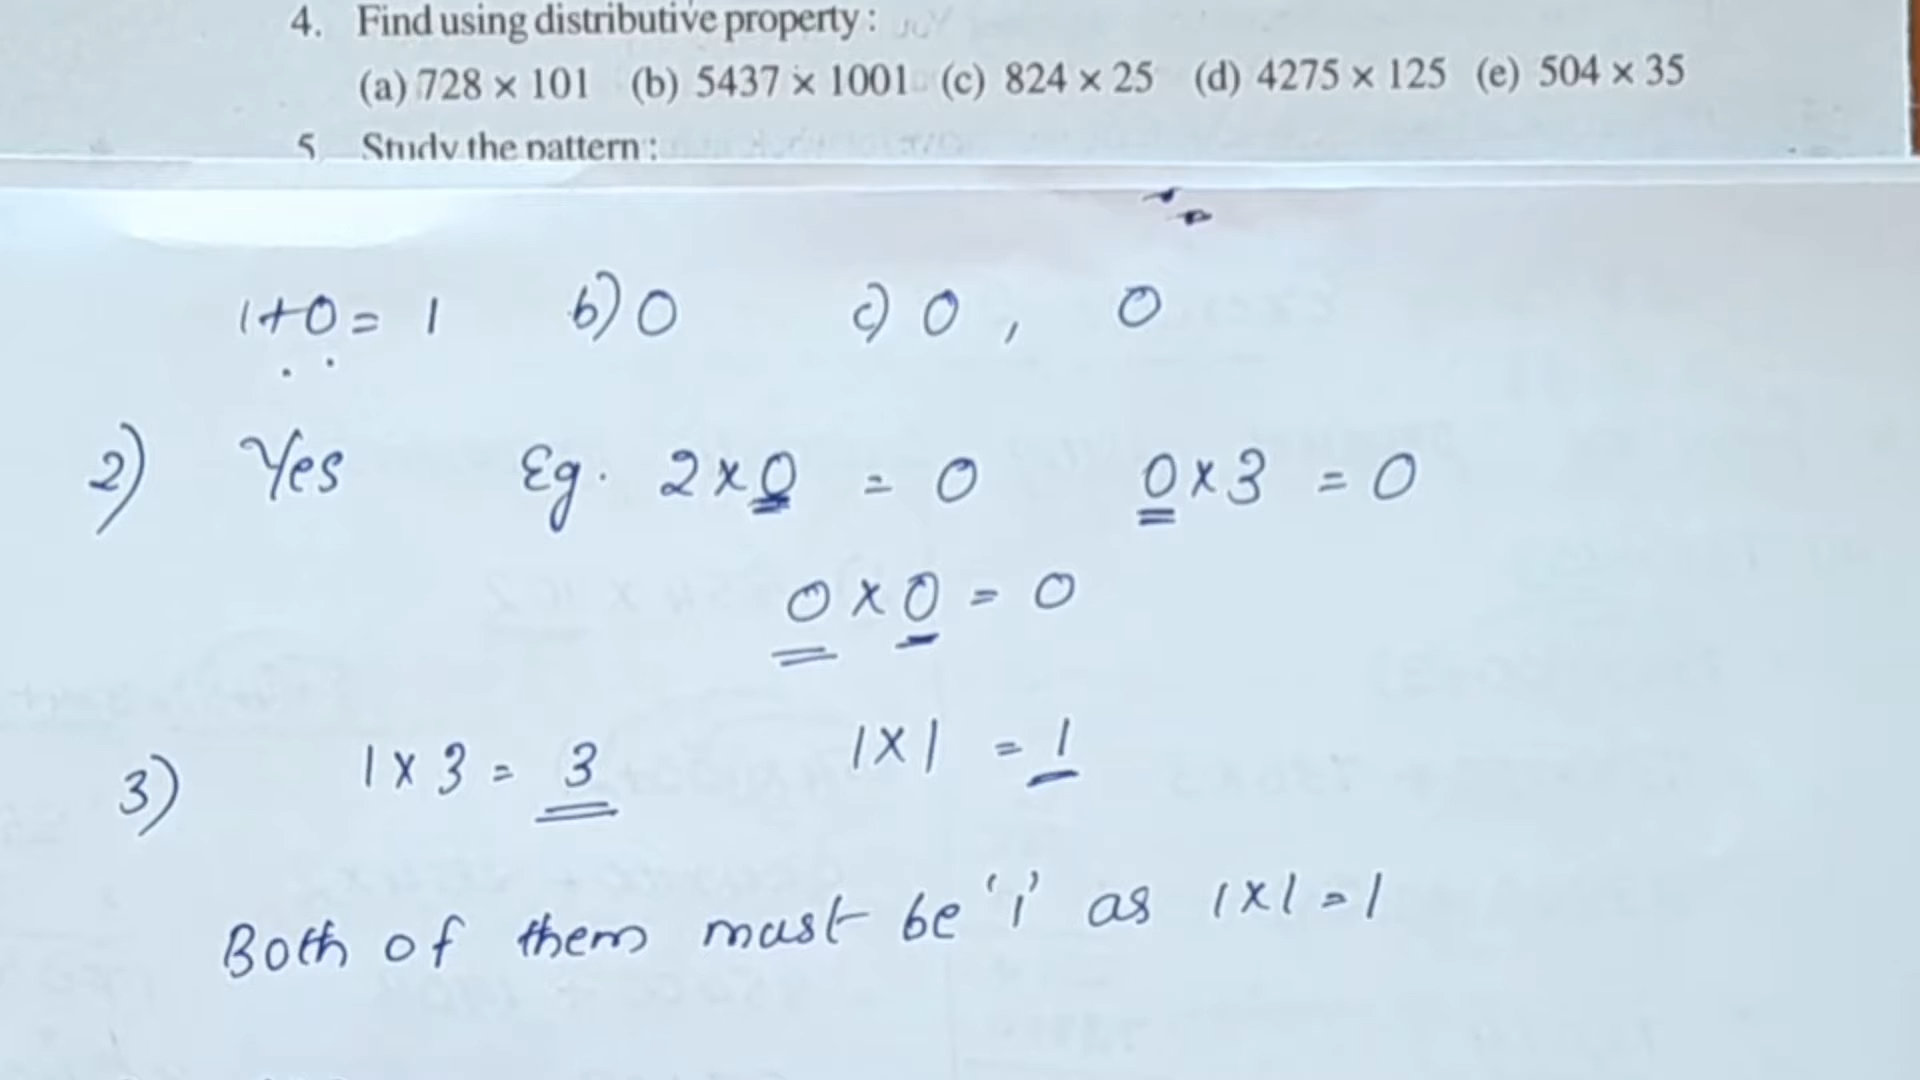 4. Find using distributive property :
(a) 728 × 101 (b) 5437 × 1001 (c) 824 × 25 (d) 4275 × 125 (e) 504 × 35
5 Study the pattern :
1+0 = 1 b) 0 c) 0 , 0
2) Yes Eg. 2 × 0 = 0 0 × 3 = 0
0 × 0 = 0
3) 1 × 3 = 3 1 × 1 = 1
Both of them must be '1' as 1 × 1 = 1